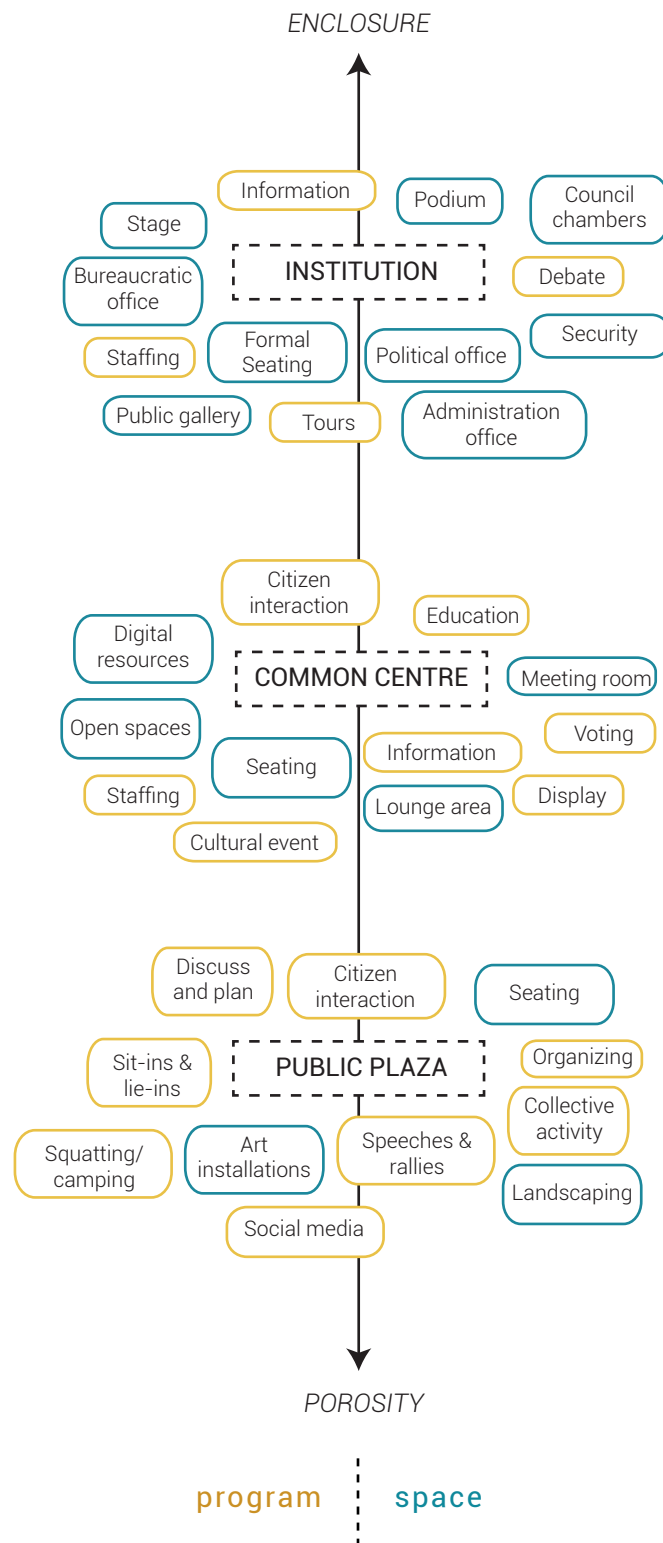 ENCLOSURE
Information
Podium
Council
chambers
Stage
INSTITUTION
Bureaucratic
office
Debate
Staffing
Formal
Seating
Political office
Security
Public gallery
Tours
Administration
office
Citizen
interaction
Education
Digital
resources
COMMON CENTRE
Meeting room
Open spaces
Seating
Information
Voting
Staffing
Lounge area
Display
Cultural event
Discuss
and plan
Citizen
interaction
Seating
Sit-ins &
lie-ins
PUBLIC PLAZA
Organizing
Collective
activity
Squatting/
camping
Art
installations
Speeches &
rallies
Landscaping
Social media
POROSITY
program
space